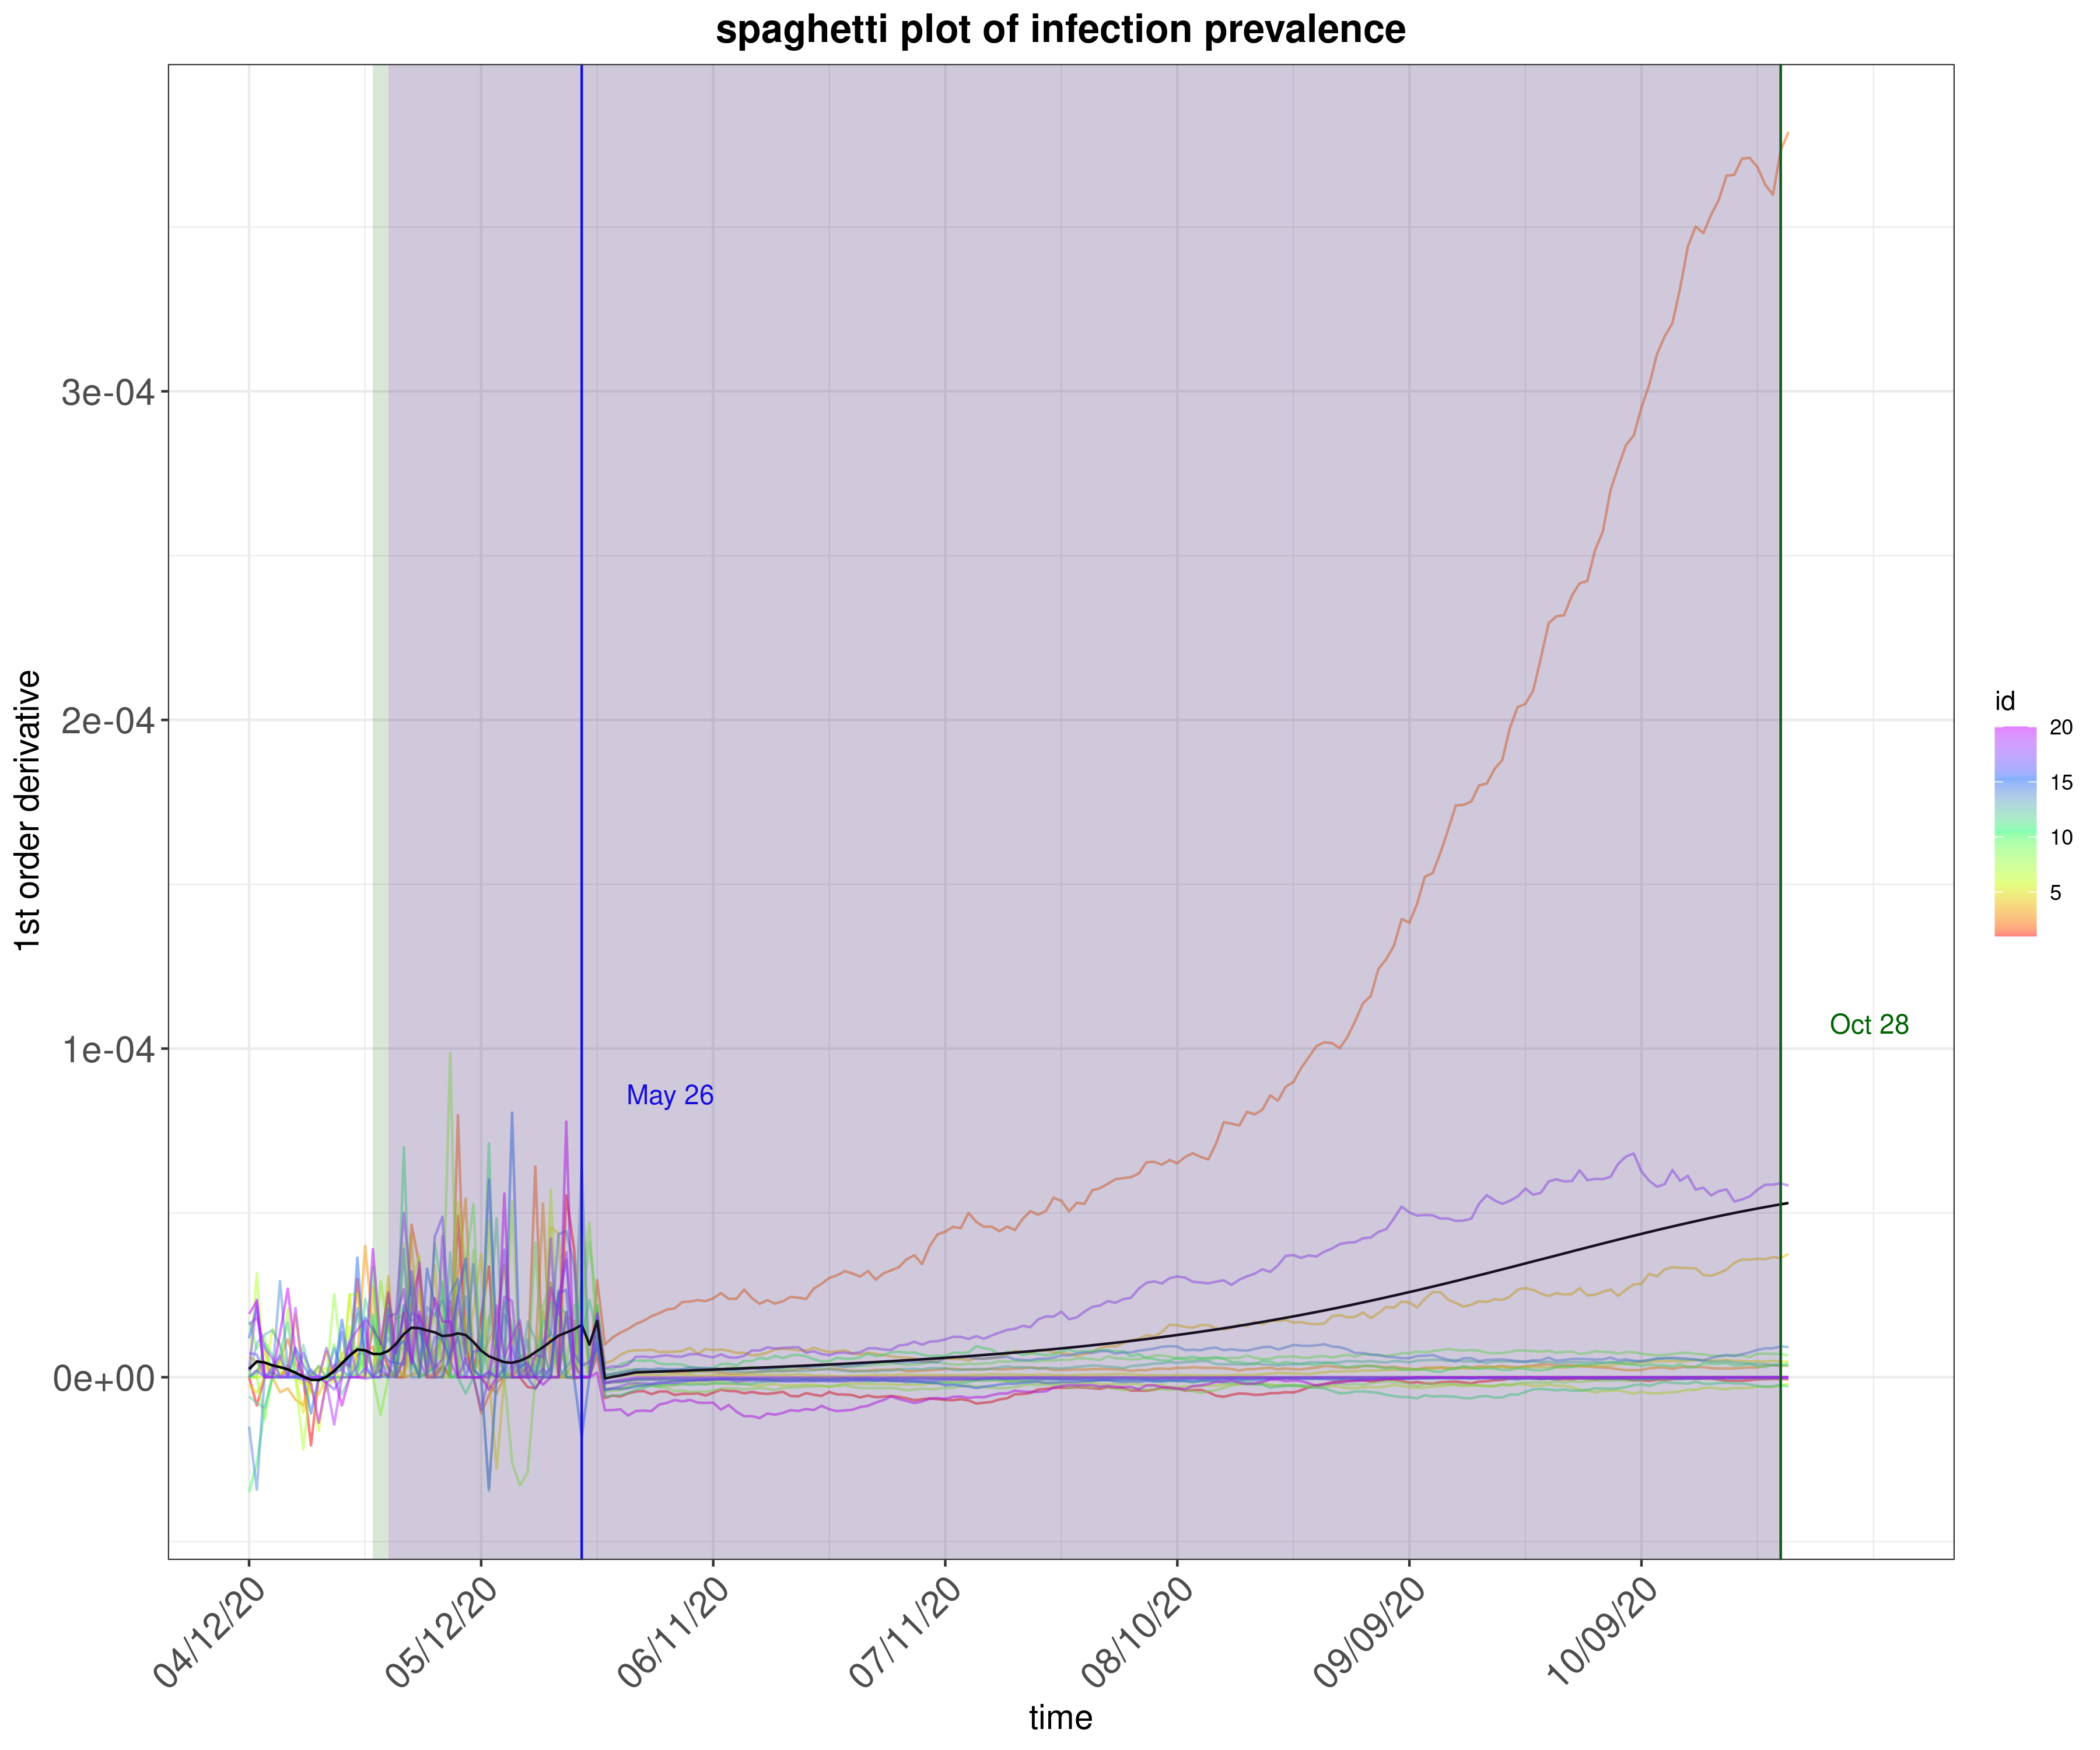 spaghetti plot of infection prevalence
1st order derivative
3e-04
2e-04
1e-04
0e+00
May 26
Oct 28
id
20
15
10
5
04/12/20
05/12/20
06/11/20
07/11/20
08/10/20
09/09/20
10/09/20
time